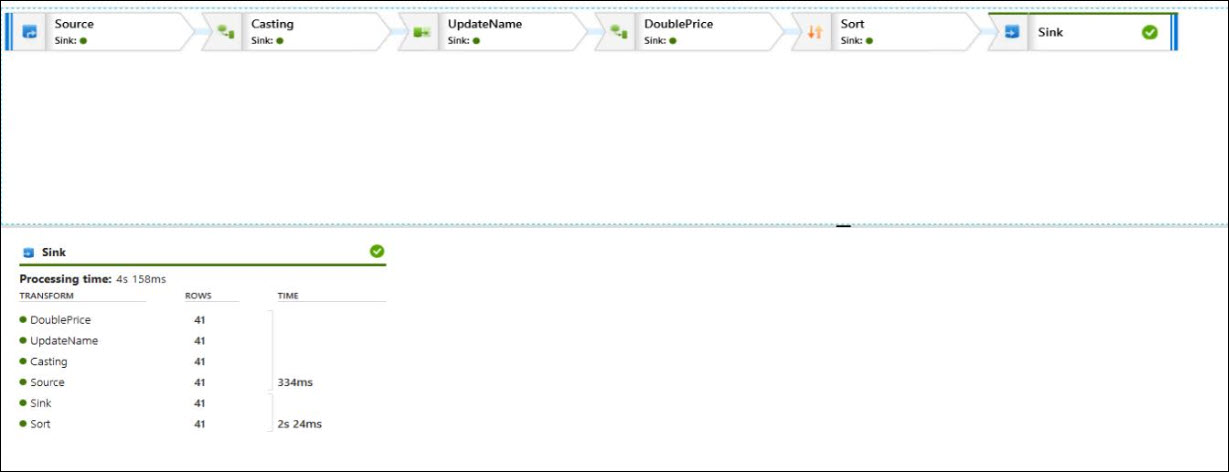 Source
Sink:
Casting
Sink:
UpdateName
Sink:
DoublePrice
Sink:
Sort
Sink:
Sink
Sink
Processing time: 4s 158ms
TRANSFORM ROWS TIME
DoublePrice 41
UpdateName 41
Casting 41
Source 41 334ms
Sink 41
Sort 41 2s 24ms